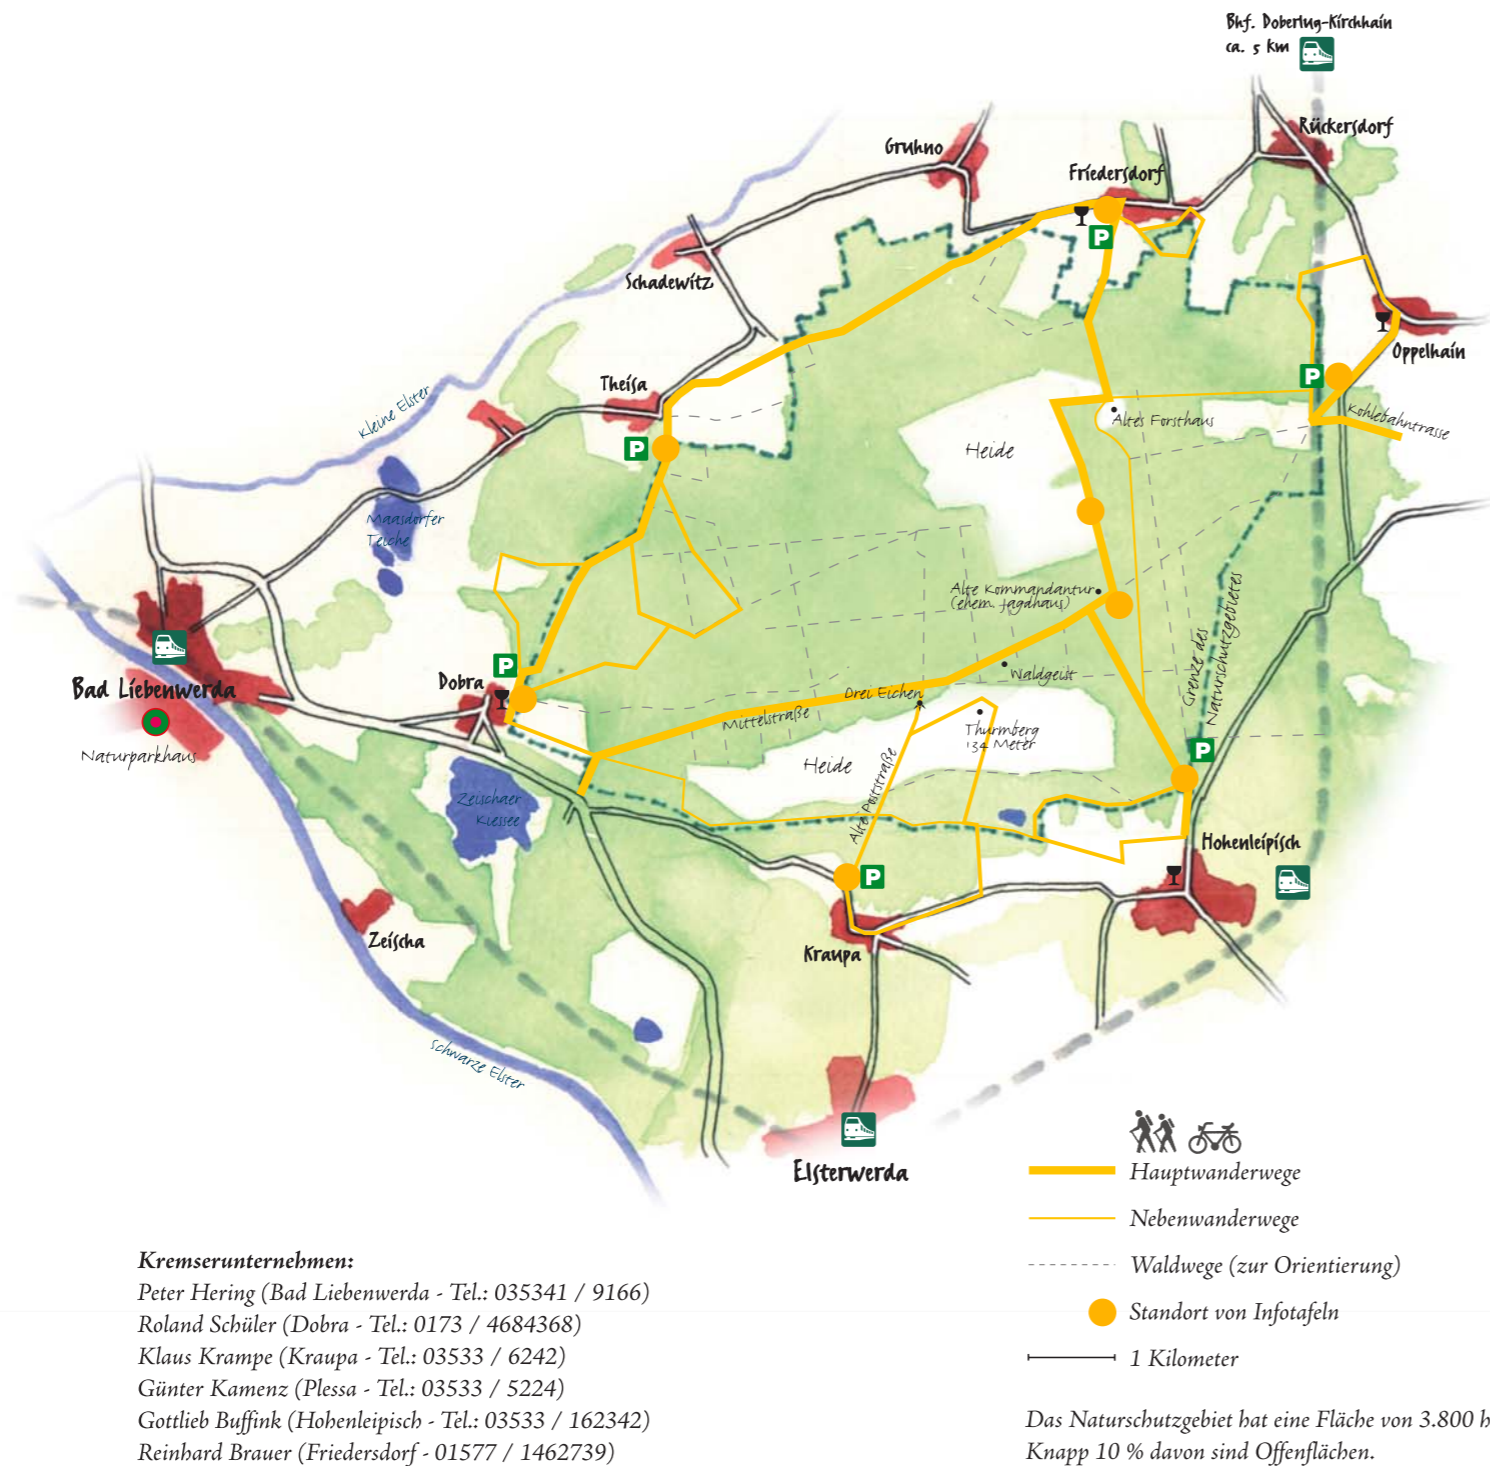 Bhf. Doberlug-Kirchhain
ca. 5 km
Rückersdorf
Gruhno
Friedersdorf
P
Schadewitz
Oppelhain
P
Theisa
Kleine Elster
Kohlebahntrasse
Altes Forsthaus
P
Heide
Maasdorfer
Teiche
Alte Kommandantur
(ehem. Jagdhaus)
Grenze des
Naturschutzgebietes
P
Waldgeist
Dobra
Bad Liebenwerda
Drei Eichen
Mittelstraße
Thurmberg
134 Meter
Naturparkhaus
P
Heide
Alte Poststraße
Zeischaer
Kiessee
Hohenleipisch
P
Zeischa
Kraupa
Schwarze Elster
Elsterwerda
Hauptwanderwege
Nebenwanderwege
Waldwege (zur Orientierung)
Standort von Infotafeln
1 Kilometer
Kremserunternehmen:
Peter Hering (Bad Liebenwerda - Tel.: 035341 / 9166)
Roland Schüler (Dobra - Tel.: 0173 / 4684368)
Klaus Krampe (Kraupa - Tel.: 03533 / 6242)
Günter Kamenz (Plessa - Tel.: 03533 / 5224)
Gottlieb Buffink (Hohenleipisch - Tel.: 03533 / 162342)
Reinhard Brauer (Friedersdorf - 01577 / 1462739)
Das Naturschutzgebiet hat eine Fläche von 3.800 h
Knapp 10 % davon sind Offenflächen.